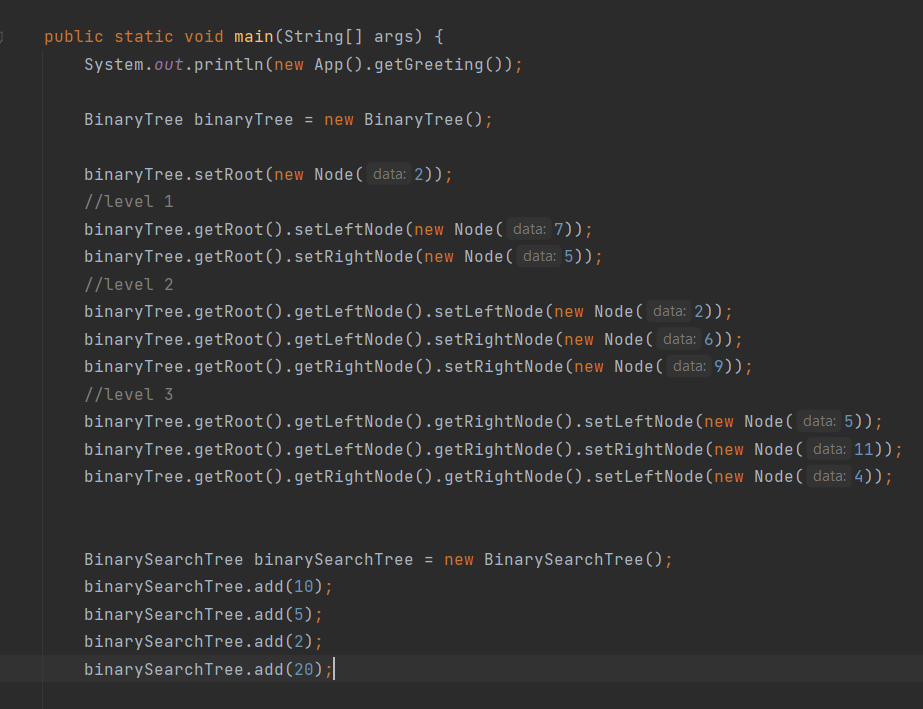 public static void main(String[] args) {
System.out.println(new App().getGreeting());
BinaryTree binaryTree = new BinaryTree();
binaryTree.setRoot(new Node( data: 2));
//level 1
binaryTree.getRoot().setLeftNode(new Node( data: 7));
binaryTree.getRoot().setRightNode(new Node( data: 5));
//level 2
binaryTree.getRoot().getLeftNode().setLeftNode(new Node( data: 2));
binaryTree.getRoot().getLeftNode().setRightNode(new Node( data: 6));
binaryTree.getRoot().getRightNode().setRightNode(new Node( data: 9));
//level 3
binaryTree.getRoot().getLeftNode().getRightNode().setLeftNode(new Node( data: 5));
binaryTree.getRoot().getLeftNode().getRightNode().setRightNode(new Node( data: 11));
binaryTree.getRoot().getRightNode().getRightNode().setLeftNode(new Node( data: 4));
BinarySearchTree binarySearchTree = new BinarySearchTree();
binarySearchTree.add(10);
binarySearchTree.add(5);
binarySearchTree.add(2);
binarySearchTree.add(20);